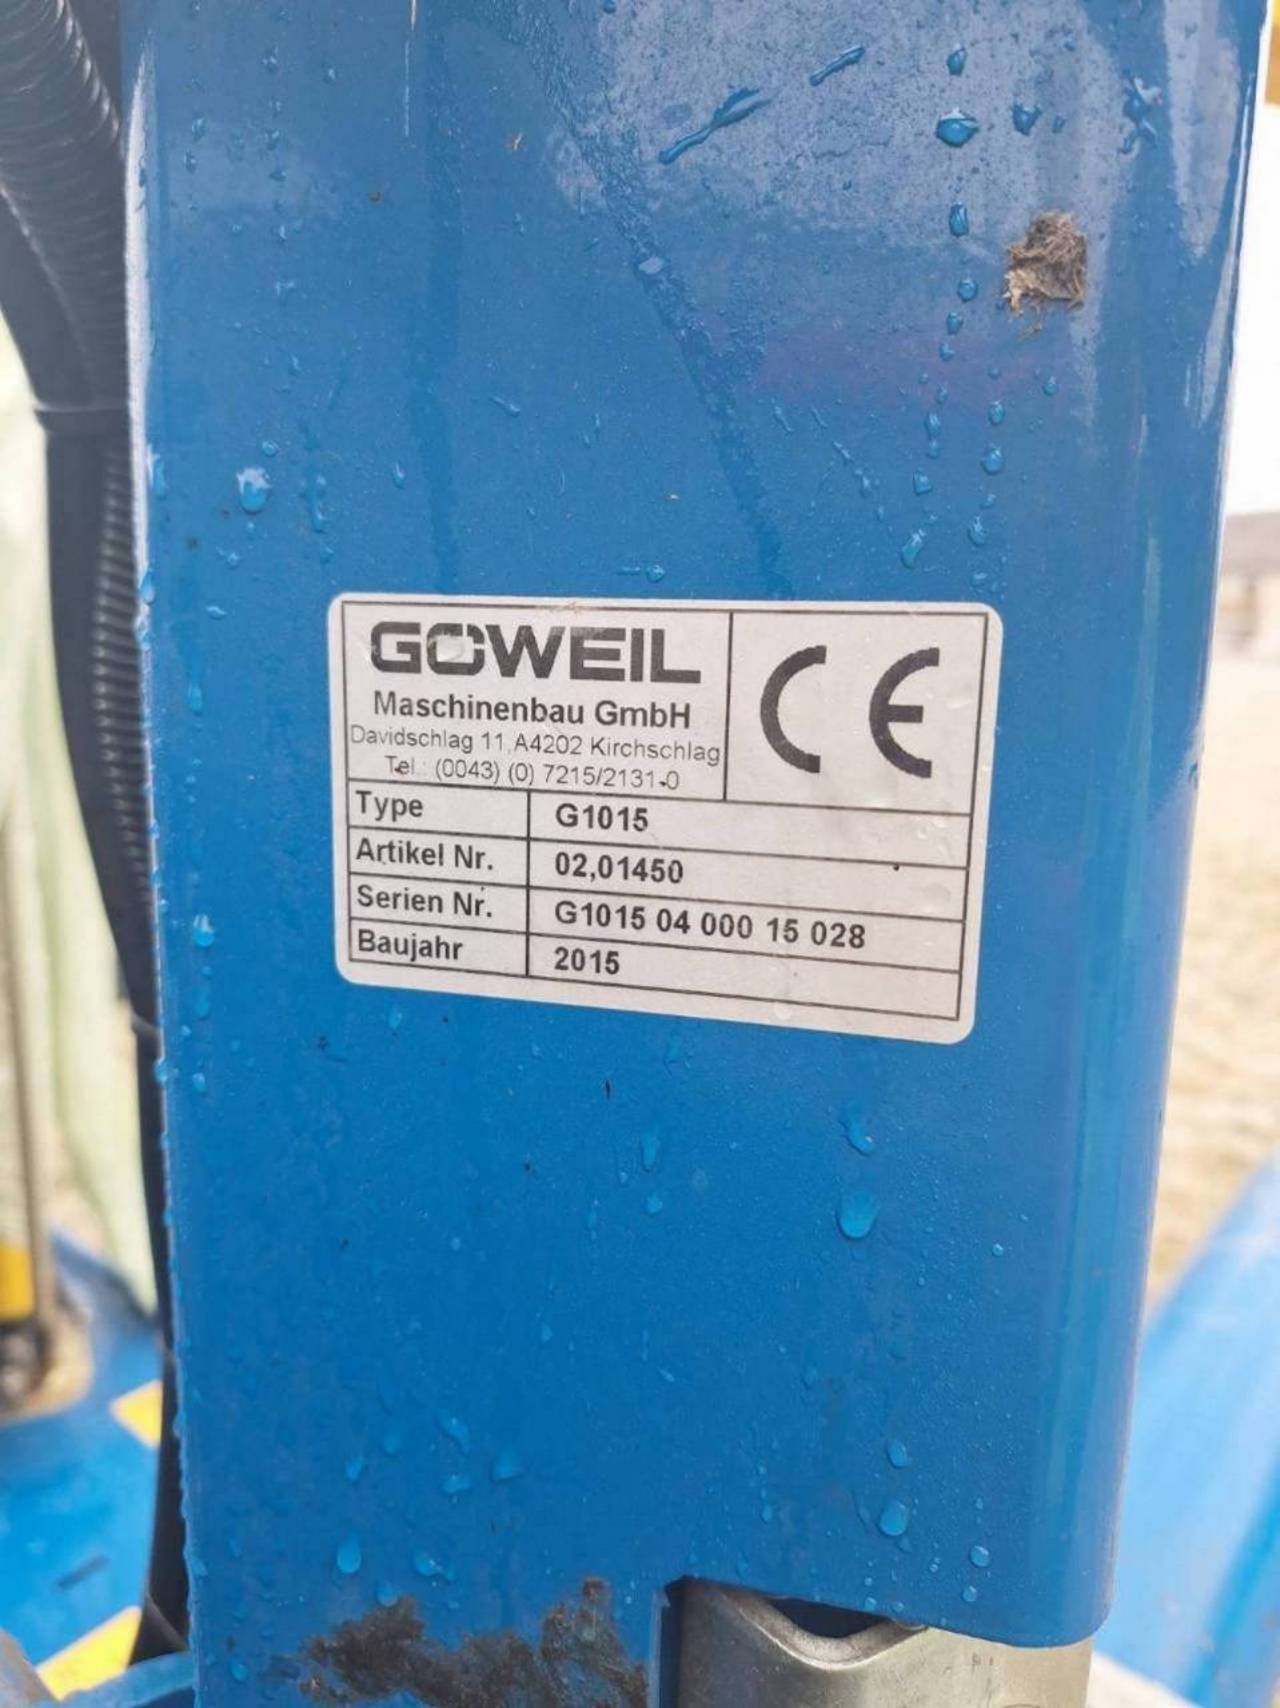 GÖWEIL
Maschinenbau GmbH
Davidschlag 11,A4202 Kirchschlag
Tel.: (0043) (0) 7215/2131-0
CE
Type G1015
Artikel Nr. 02,01450
Serien Nr. G1015 04 000 15 028
Baujahr 2015